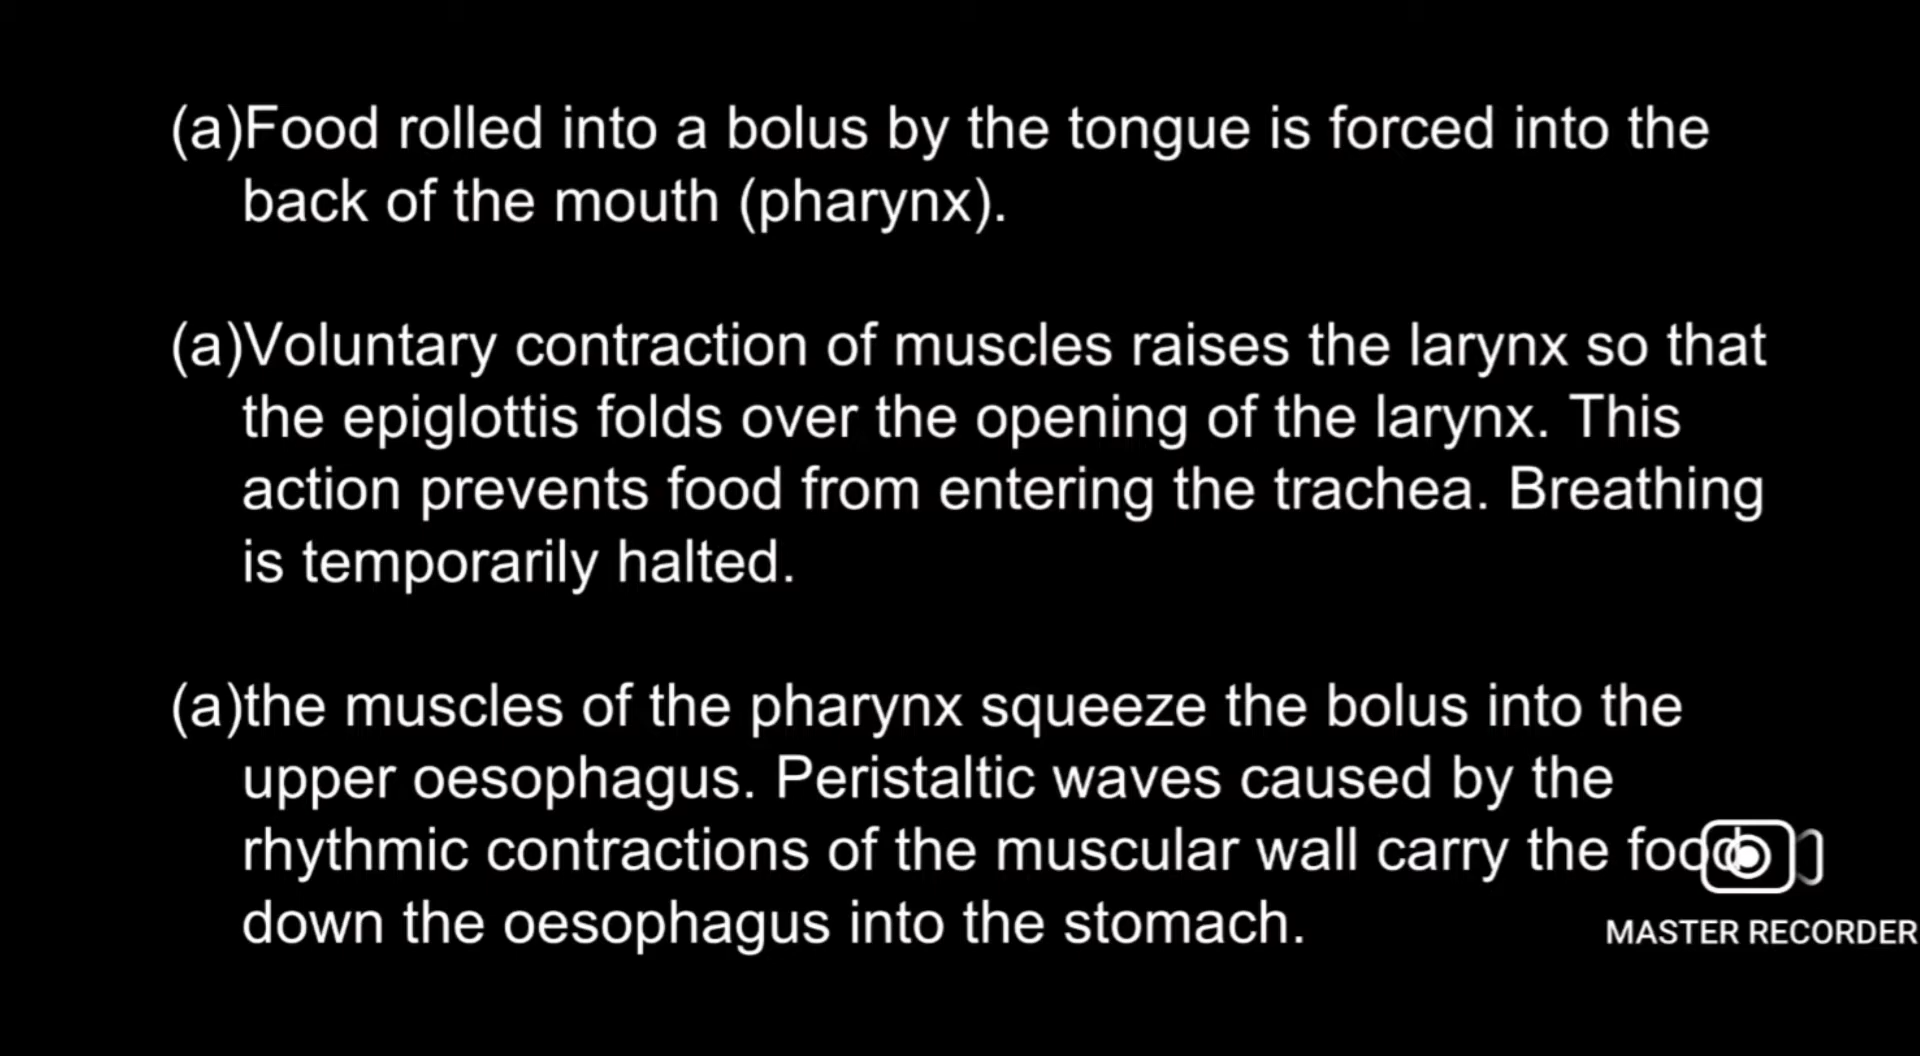 (a)Food rolled into a bolus by the tongue is forced into the
back of the mouth (pharynx).
(a)Voluntary contraction of muscles raises the larynx so that
the epiglottis folds over the opening of the larynx. This
action prevents food from entering the trachea. Breathing
is temporarily halted.
(a)the muscles of the pharynx squeeze the bolus into the
upper oesophagus. Peristaltic waves caused by the
rhythmic contractions of the muscular wall carry the food
down the oesophagus into the stomach.
MASTER RECORDER